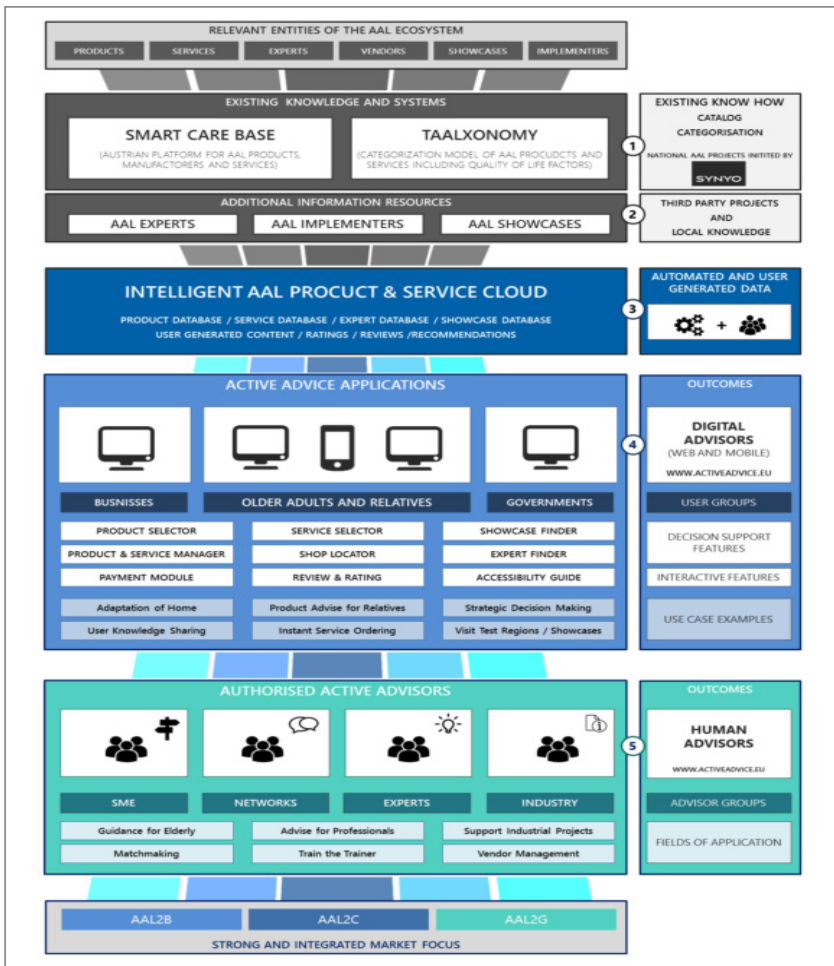 RELEVANT ENTITIES OF THE AAL ECOSYSTEM
PRODUCTS SERVICES EXPERTS VENDORS SHOWCASES IMPLEMENTERS
EXISTING KNOWLEDGE AND SYSTEMS
SMART CARE BASE
(AUSTRIAN PLATFORM FOR AAL PRODUCTS,
MANUFACTORERS AND SERVICES)
TAALXONOMY
(CATEGORIZATION MODEL OF AAL PROCUDCTS AND
SERVICES INCLUDING QUALITY OF LIFE FACTORS)
1
EXISTING KNOW HOW
CATALOG
CATEGORISATION
NATIONAL AAL PROJECTS INITITED BY
SYNYO
ADDITIONAL INFORMATION RESOURCES
AAL EXPERTS AAL IMPLEMENTERS AAL SHOWCASES
2
THIRD PARTY PROJECTS
AND
LOCAL KNOWLEDGE
INTELLIGENT AAL PROCUCT & SERVICE CLOUD
PRODUCT DATABASE / SERVICE DATABASE / EXPERT DATABASE / SHOWCASE DATABASE
USER GENERATED CONTENT / RATINGS / REVIEWS /RECOMMENDATIONS
3
AUTOMATED AND USER
GENERATED DATA
+
ACTIVE ADVICE APPLICATIONS
BUSNISSES OLDER ADULTS AND RELATIVES GOVERNMENTS
PRODUCT SELECTOR SERVICE SELECTOR SHOWCASE FINDER
PRODUCT & SERVICE MANAGER SHOP LOCATOR EXPERT FINDER
PAYMENT MODULE REVIEW & RATING ACCESSIBILITY GUIDE
Adaptation of Home Product Advise for Relatives Strategic Decision Making
User Knowledge Sharing Instant Service Ordering Visit Test Regions / Showcases
4
OUTCOMES
DIGITAL
ADVISORS
(WEB AND MOBILE)
WWW.ACTIVEADVICE.EU
USER GROUPS
DECISION SUPPORT
FEATURES
INTERACTIVE FEATURES
USE CASE EXAMPLES
AUTHORISED ACTIVE ADVISORS
SME NETWORKS EXPERTS INDUSTRY
Guidance for Elderly Advise for Professionals Support Industrial Projects
Matchmaking Train the Trainer Vendor Management
5
OUTCOMES
HUMAN
ADVISORS
WWW.ACTIVEADVICE.EU
ADVISOR GROUPS
FIELDS OF APPLICATION
AAL2B AAL2C AAL2G
STRONG AND INTEGRATED MARKET FOCUS